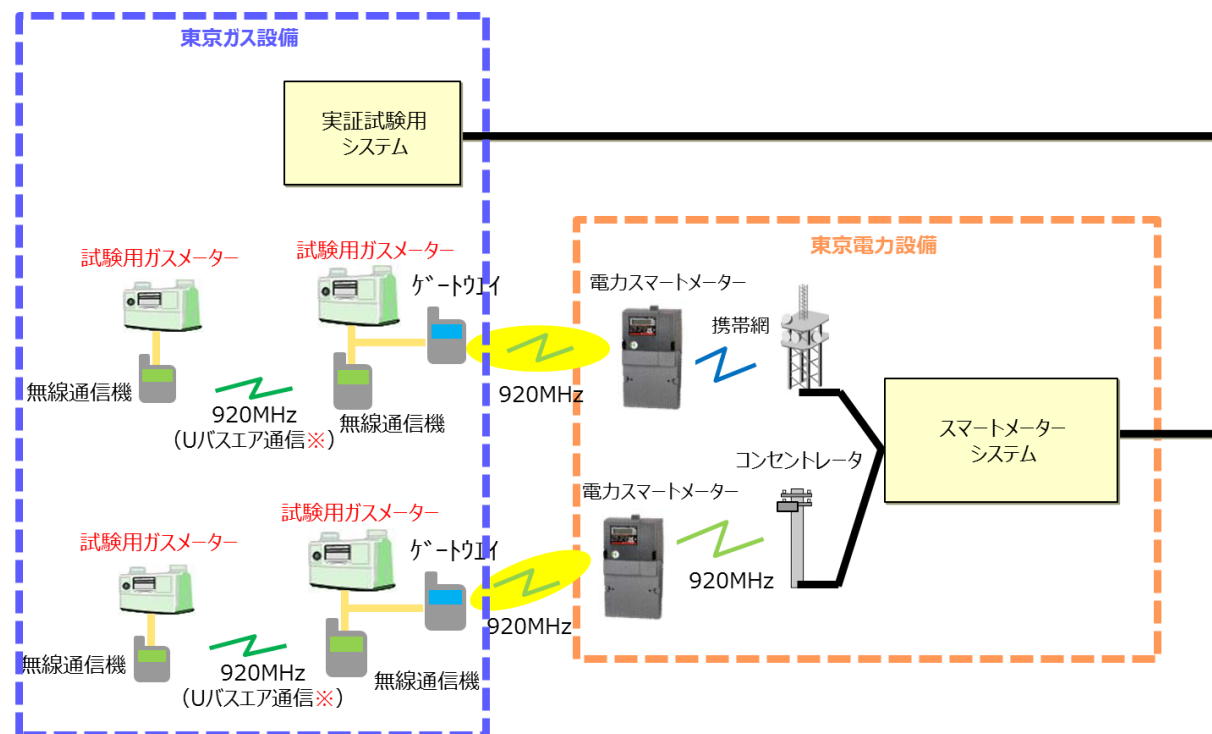 東京ガス設備
実証試験用
システム
東京電力設備
試験用ガスメーター
試験用ガスメーター
ｹﾞｰﾄｳｴｲ
電力スマートメーター
携帯網
無線通信機
920MHz
（Uバスエア通信※）
無線通信機
920MHz
スマートメーター
システム
コンセントレータ
電力スマートメーター
試験用ガスメーター
試験用ガスメーター
ｹﾞｰﾄｳｴｲ
920MHz
920MHz
無線通信機
920MHz
（Uバスエア通信※）
無線通信機